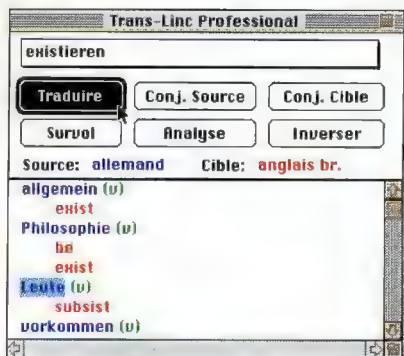 Trans-Linc Professional
existieren
Traduire Conj. Source Conj. Cible
Survol Analyse Inverser
Source: allemand Cible: anglais br.
allgemein (v)
exist
Philosophie (v)
be
exist
Leute (v)
subsist
vorkommen (v)